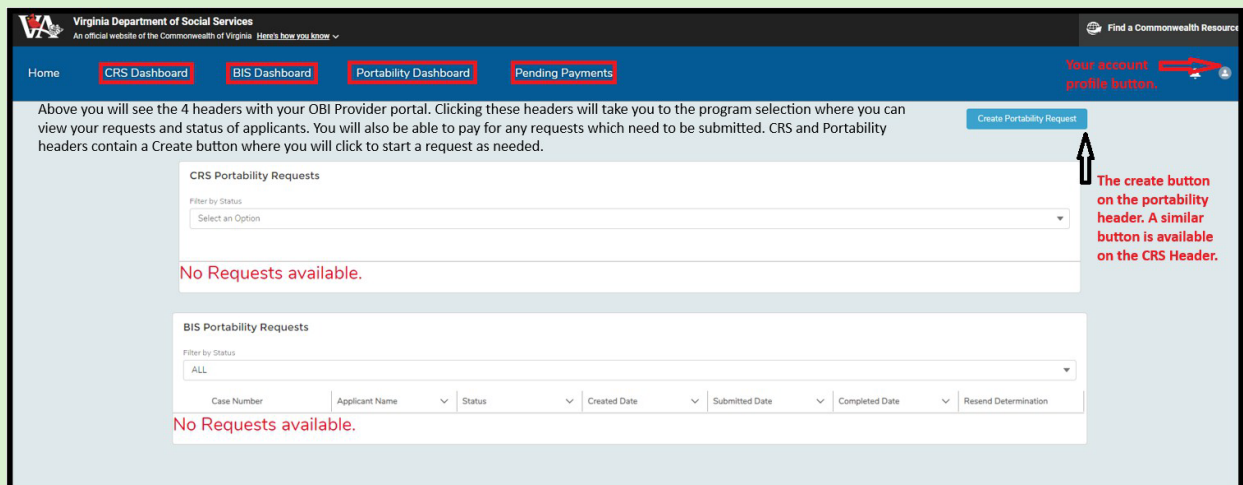 VA
Virginia Department of Social Services
An official website of the Commonwealth of Virginia Here's how you know
Find a Commonwealth Resource
Home CRS Dashboard BIS Dashboard Portability Dashboard Pending Payments
Your account
profile button.
Above you will see the 4 headers with your OBI Provider portal. Clicking these headers will take you to the program selection where you can
view your requests and status of applicants. You will also be able to pay for any requests which need to be submitted. CRS and Portability
headers contain a Create button where you will click to start a request as needed.
Create Portability Request
The create button
on the portability
header. A similar
button is available
on the CRS Header.
CRS Portability Requests
Filter by Status
Select an Option
No Requests available.
BIS Portability Requests
Filter by Status
ALL
Case Number Applicant Name Status Created Date Submitted Date Completed Date Resend Determination
No Requests available.